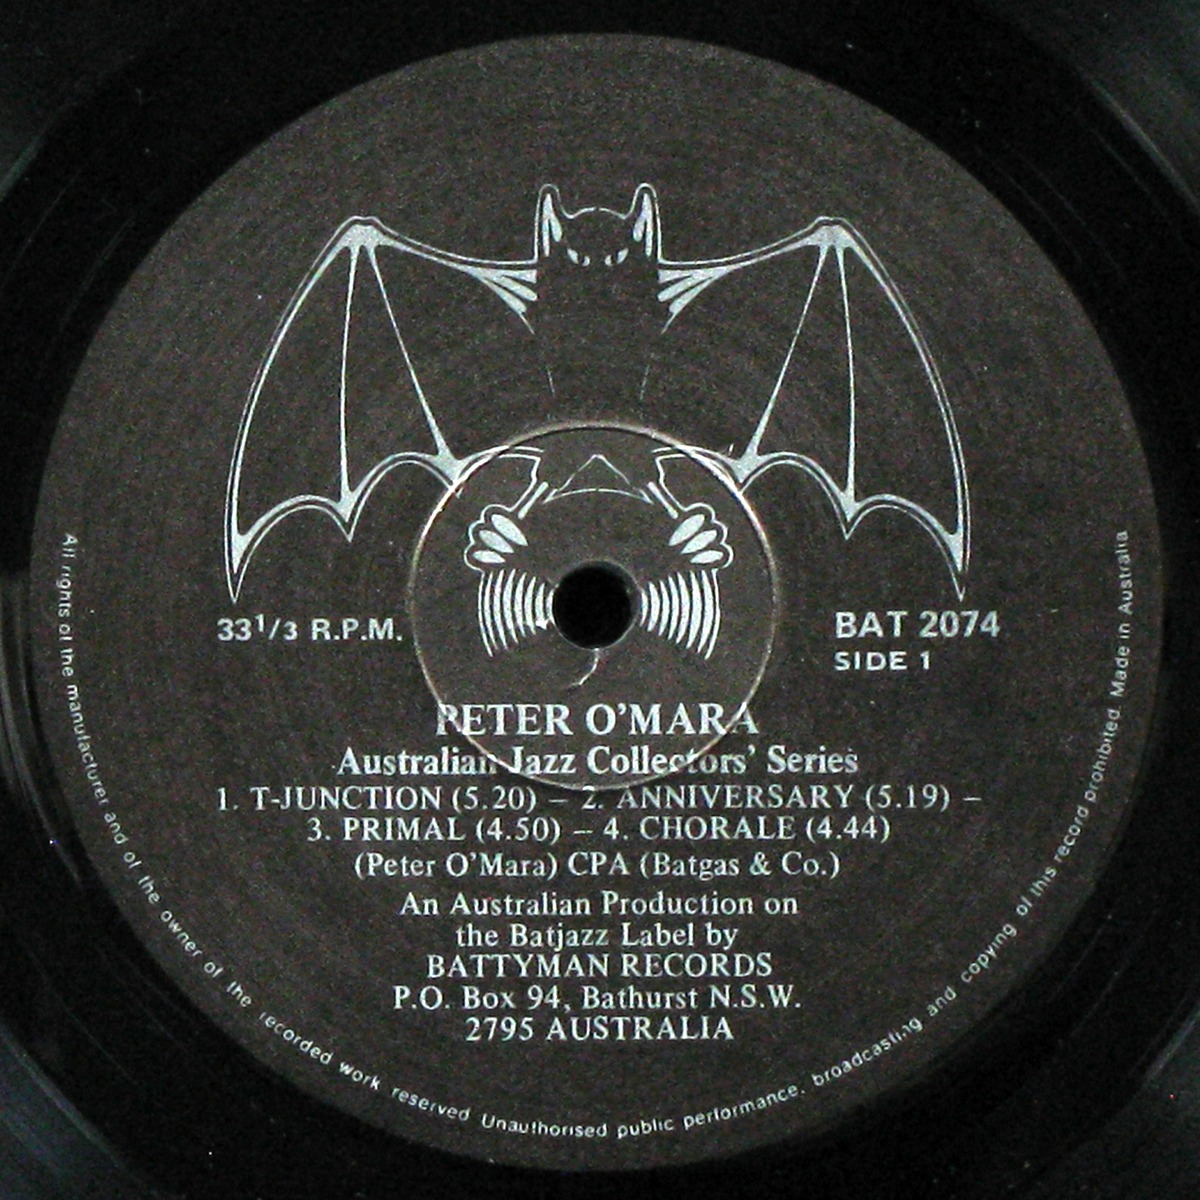 33 1/3 R.P.M.
BAT 2074
SIDE 1
PETER O'MARA
Australian Jazz Collectors' Series
1. T-JUNCTION (5.20) – 2. ANNIVERSARY (5.19) –
3. PRIMAL (4.50) – 4. CHORALE (4.44)
(Peter O'Mara) CPA (Batgas & Co.)
An Australian Production on
the Batjazz Label by
BATTYMAN RECORDS
P.O. Box 94, Bathurst N.S.W.
2795 AUSTRALIA
All rights of the manufacturer and of the owner of the recorded work reserved Unauthorised public performance, broadcasting and copying of this record prohibited. Made in Australia